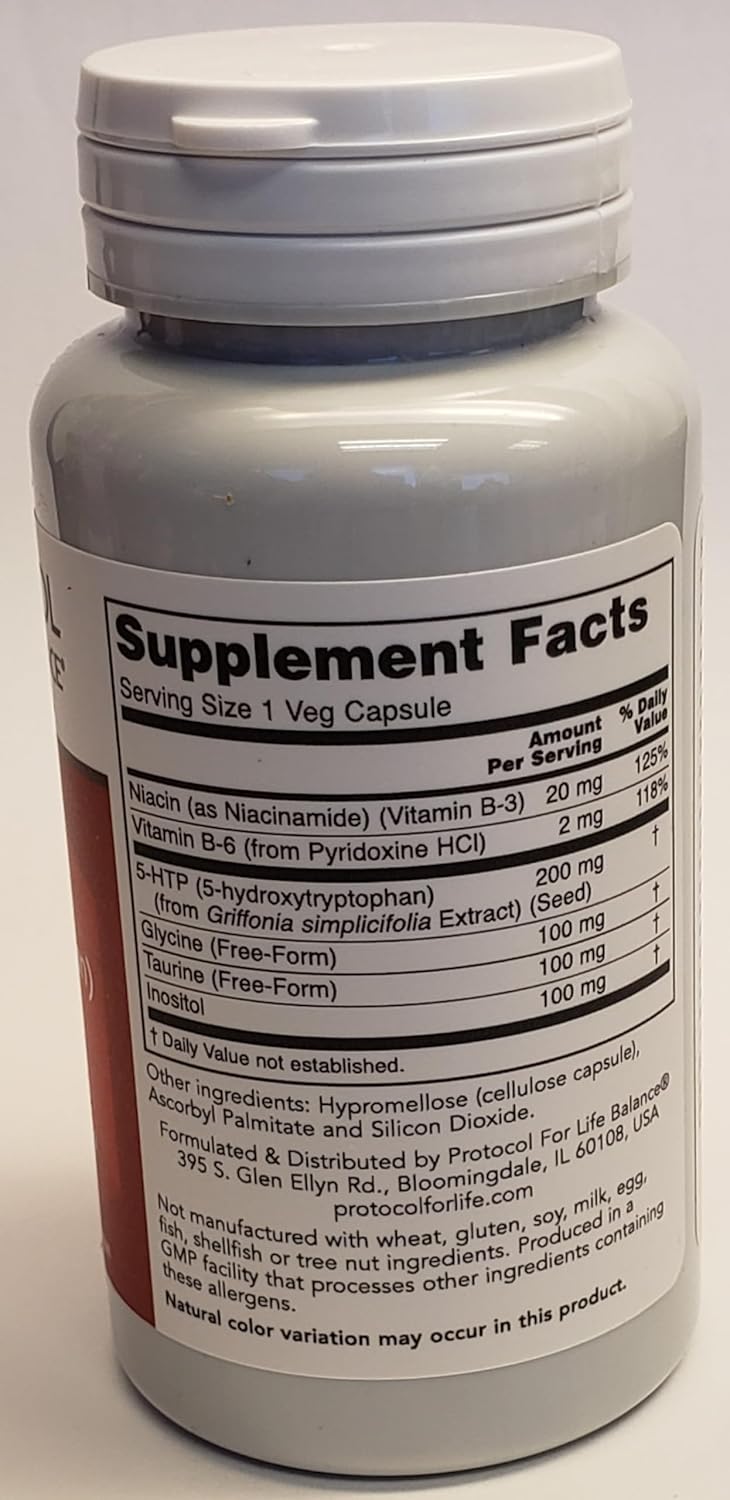 OL
Supplement Facts
Serving Size 1 Veg Capsule
Amount Per Serving
% Daily Value
Niacin (as Niacinamide) (Vitamin B-3) 20 mg 125%
Vitamin B-6 (from Pyridoxine HCl) 2 mg 118%
5-HTP (5-hydroxytryptophan) 200 mg †
(from Griffonia simplicifolia Extract) (Seed)
Glycine (Free-Form) 100 mg †
Taurine (Free-Form) 100 mg †
Inositol 100 mg †
† Daily Value not established.
Other ingredients: Hypromellose (cellulose capsule),
Ascorbyl Palmitate and Silicon Dioxide.
Formulated & Distributed by Protocol For Life Balance®
395 S. Glen Ellyn Rd., Bloomingdale, IL 60108, USA
protocolforlife.com
Not manufactured with wheat, gluten, soy, milk, egg,
fish, shellfish or tree nut ingredients. Produced in a
GMP facility that processes other ingredients containing
these allergens.
Natural color variation may occur in this product.